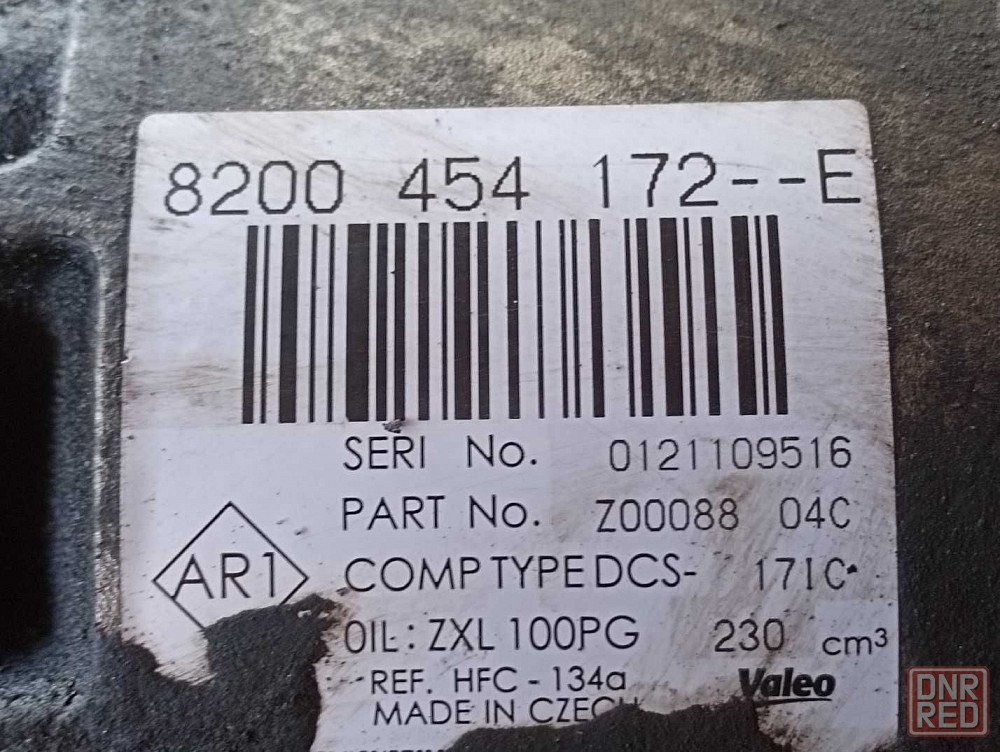 8200 454 172--E
SERI No. 0121109516
PART No. Z00088 04C
AR1
COMP TYPE DCS- 171C
OIL: ZXL 100PG 230 cm³
REF. HFC - 134a
Valeo
MADE IN
DNR
RED